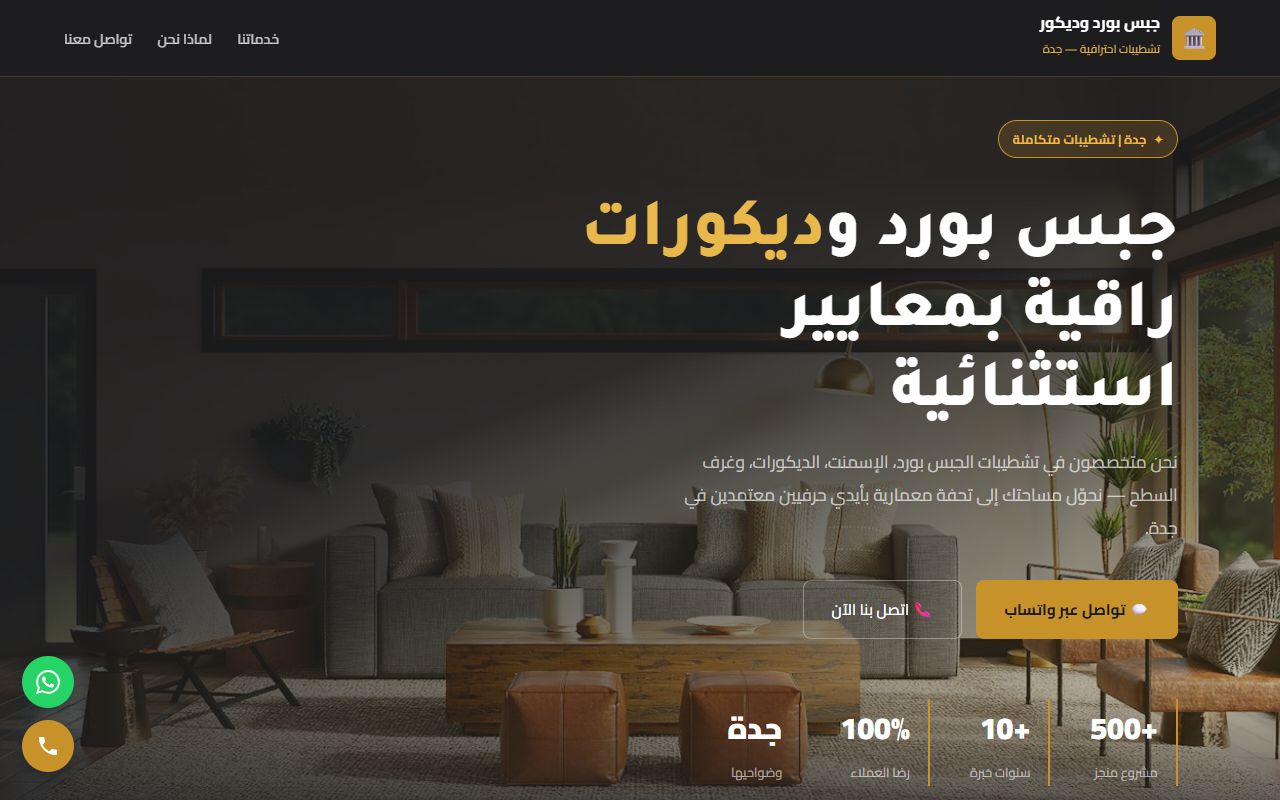 جبس بورد وديكور
تشطيبات احترافية — جدة
خدماتنا
لماذا نحن
تواصل معنا
✦ جدة | تشطيبات متكاملة
جبس بورد وديكورات
راقية بمعايير
استثنائية
نحن متخصصون في تشطيبات الجبس بورد، الإسمنت، الديكورات، وغرف
السطح — نحوّل مساحتك إلى تحفة معمارية بأيدي حرفيين معتمدين في
جدة.
تواصل عبر واتساب
اتصل بنا الآن
+500
مشروع منجز
+10
سنوات خبرة
100%
رضا العملاء
جدة
وضواحيها